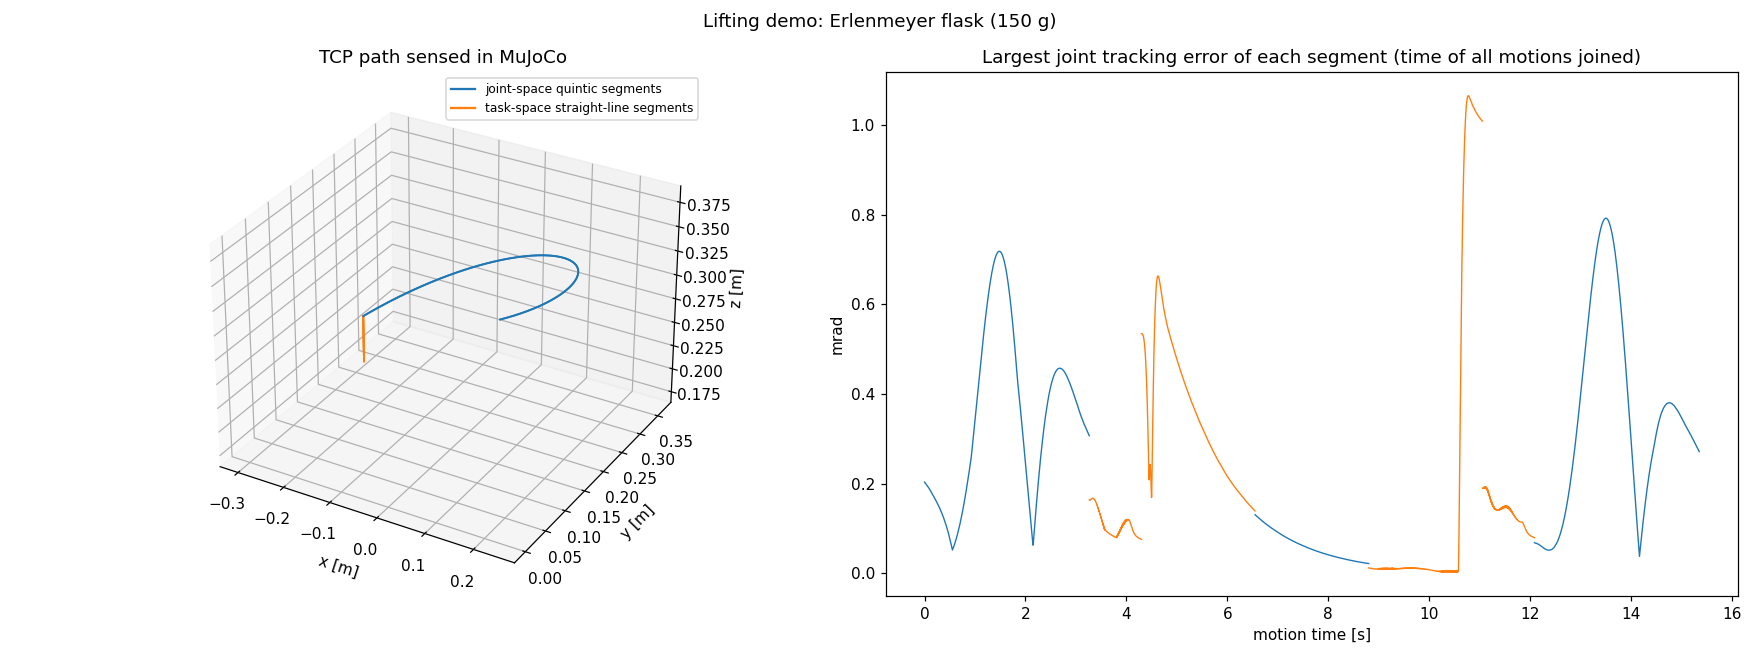 Lifting demo: Erlenmeyer flask (150 g)
TCP path sensed in MuJoCo
joint-space quintic segments
task-space straight-line segments
0.375
0.350
0.325
0.300
0.275
0.250
0.225
0.200
0.175
z [m]
0.35
0.30
0.25
0.20
0.15
0.10
0.05
0.00
y [m]
−0.3
−0.2
−0.1
0.0
0.1
0.2
x [m]
Largest joint tracking error of each segment (time of all motions joined)
1.0
0.8
0.6
0.4
0.2
0.0
mrad
0 2 4 6 8 10 12 14 16
motion time [s]